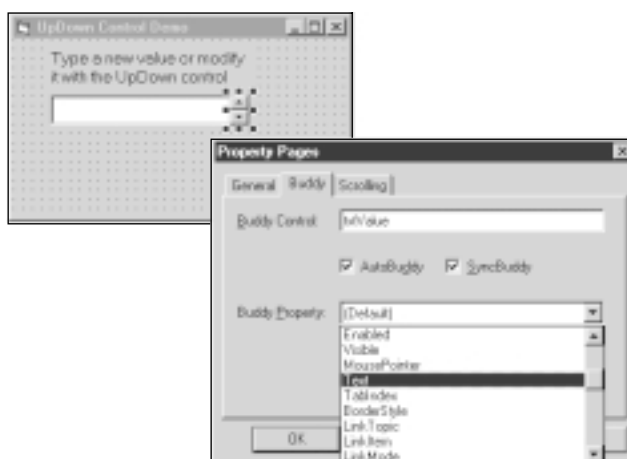 UpDown Control Demo
Type a new value or modify
it with the UpDown control
Property Pages
General Buddy Scrolling
Buddy Control: txtValue
AutoBuddy SyncBuddy
Buddy Property: (Default)
Enabled
Visible
MousePointer
Text
TabIndex
BorderStyle
LinkTopic
LinkItem
LinkMode
OK